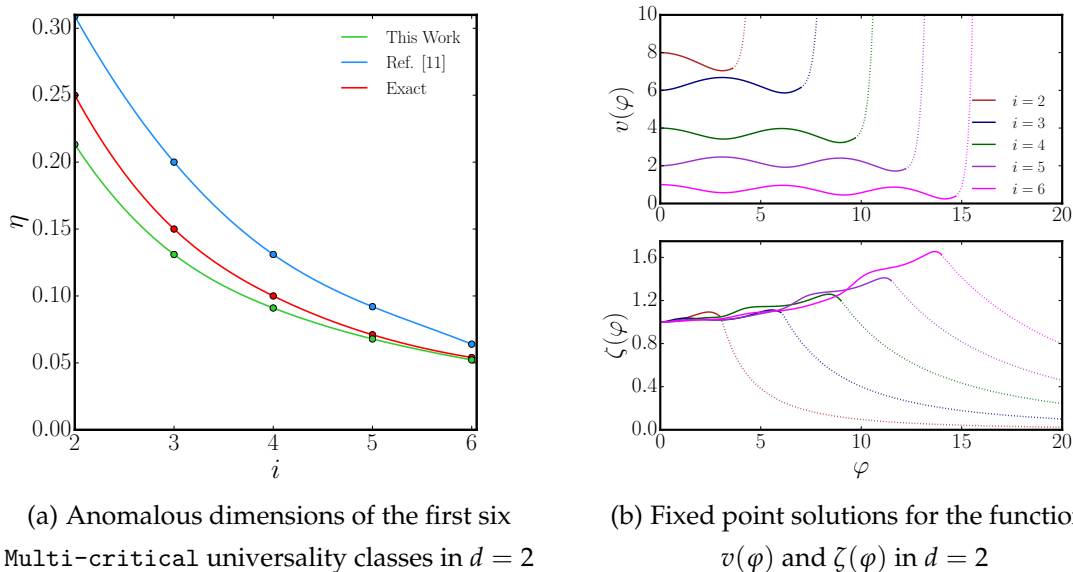 0.30
0.25
0.20
0.15
0.10
0.05
0.00
η
2
3
4
5
6
i
This Work
Ref. [11]
Exact
10
8
6
4
2
0
v(φ)
0
5
10
15
20
i = 2
i = 3
i = 4
i = 5
i = 6
1.6
1.2
0.8
0.4
0.0
ζ(φ)
0
5
10
15
20
φ
(a) Anomalous dimensions of the first six
Multi-critical universality classes in d = 2
(b) Fixed point solutions for the function
v(φ) and ζ(φ) in d = 2